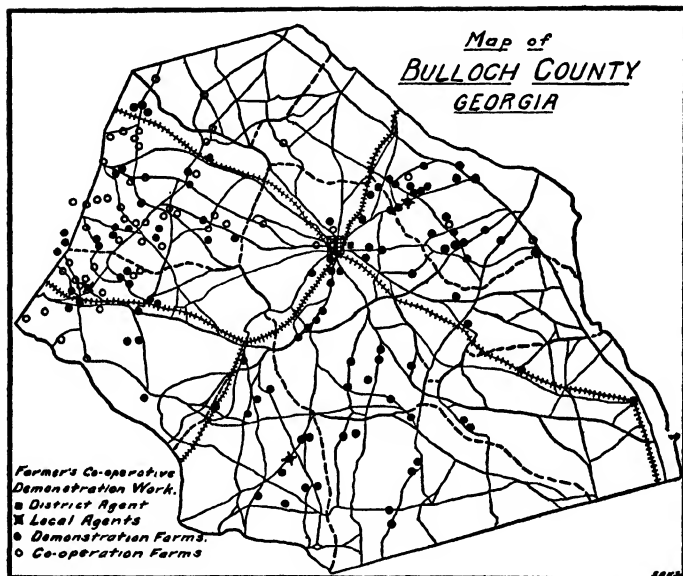 Map of
BULLOCH COUNTY
GEORGIA
Farmer's Co-operative
Demonstration Work.
District Agent
Local Agents
Demonstration Farms.
Co-operation Farms